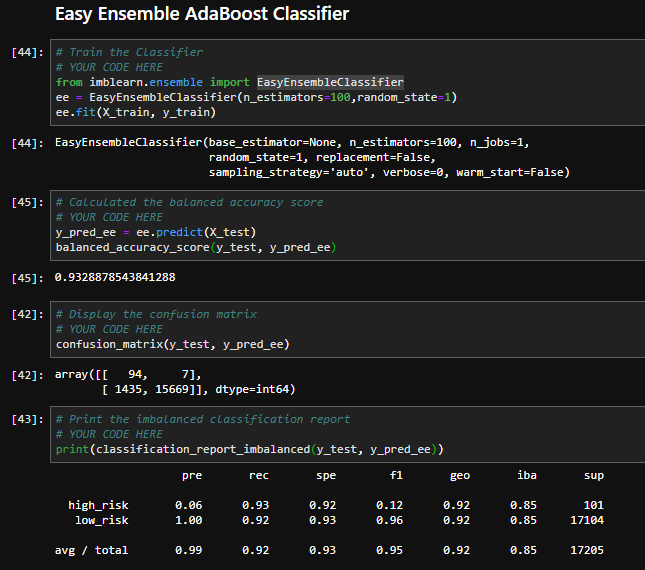 Easy Ensemble AdaBoost Classifier
[44]: # Train the Classifier
# YOUR CODE HERE
from imblearn.ensemble import EasyEnsembleClassifier
ee = EasyEnsembleClassifier(n_estimators=100,random_state=1)
ee.fit(X_train, y_train)
[44]: EasyEnsembleClassifier(base_estimator=None, n_estimators=100, n_jobs=1,
random_state=1, replacement=False,
sampling_strategy='auto', verbose=0, warm_start=False)
[45]: # Calculated the balanced accuracy score
# YOUR CODE HERE
y_pred_ee = ee.predict(X_test)
balanced_accuracy_score(y_test, y_pred_ee)
[45]: 0.9328878543841288
[42]: # Display the confusion matrix
# YOUR CODE HERE
confusion_matrix(y_test, y_pred_ee)
[42]: array([[   94,     7],
[ 1435, 15669]], dtype=int64)
[43]: # Print the imbalanced classification report
# YOUR CODE HERE
print(classification_report_imbalanced(y_test, y_pred_ee))
pre rec spe f1 geo iba sup
high_risk 0.06 0.93 0.92 0.12 0.92 0.85 101
low_risk 1.00 0.92 0.93 0.96 0.92 0.85 17104
avg / total 0.99 0.92 0.93 0.95 0.92 0.85 17205